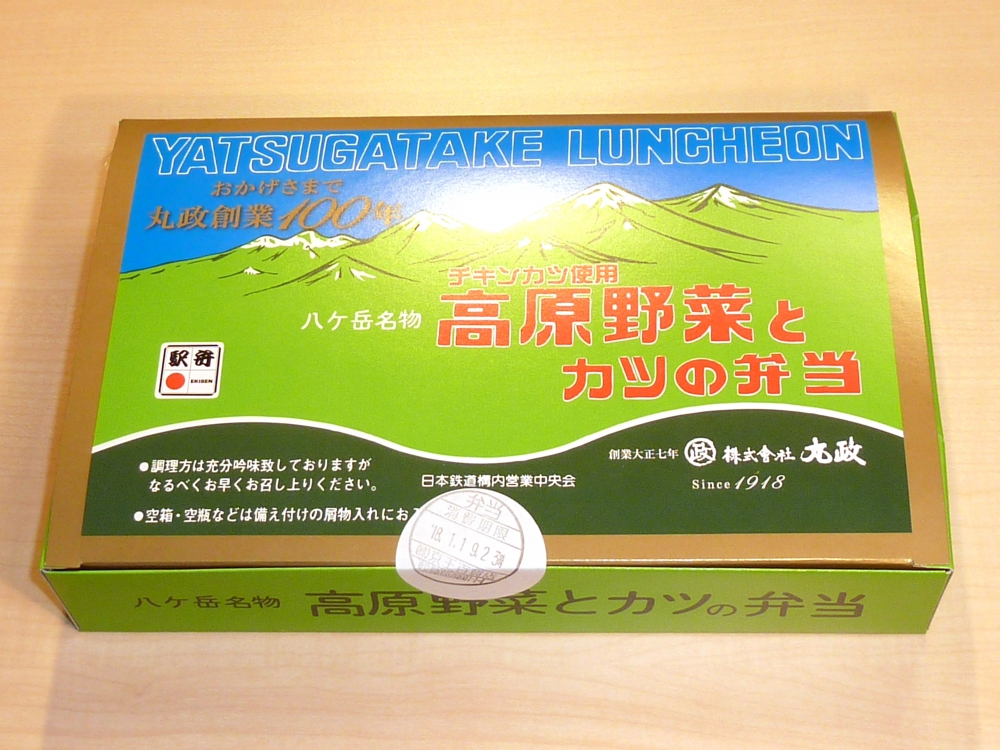 YATSUGATAKE LUNCHEON
おかげさまで
丸政創業100年
チキンカツ使用
八ケ岳名物
高原野菜と
カツの弁当
駅弁
EKIBEN
創業大正七年 政 株式會社 丸政
Since 1918
●調理方は充分吟味致しておりますが
なるべくお早くお召し上りください。
日本鉄道構内営業中央会
●空箱・空瓶などは備え付けの屑物入れにお
弁当
消費期限
八ケ岳名物 高原野菜とカツの弁当